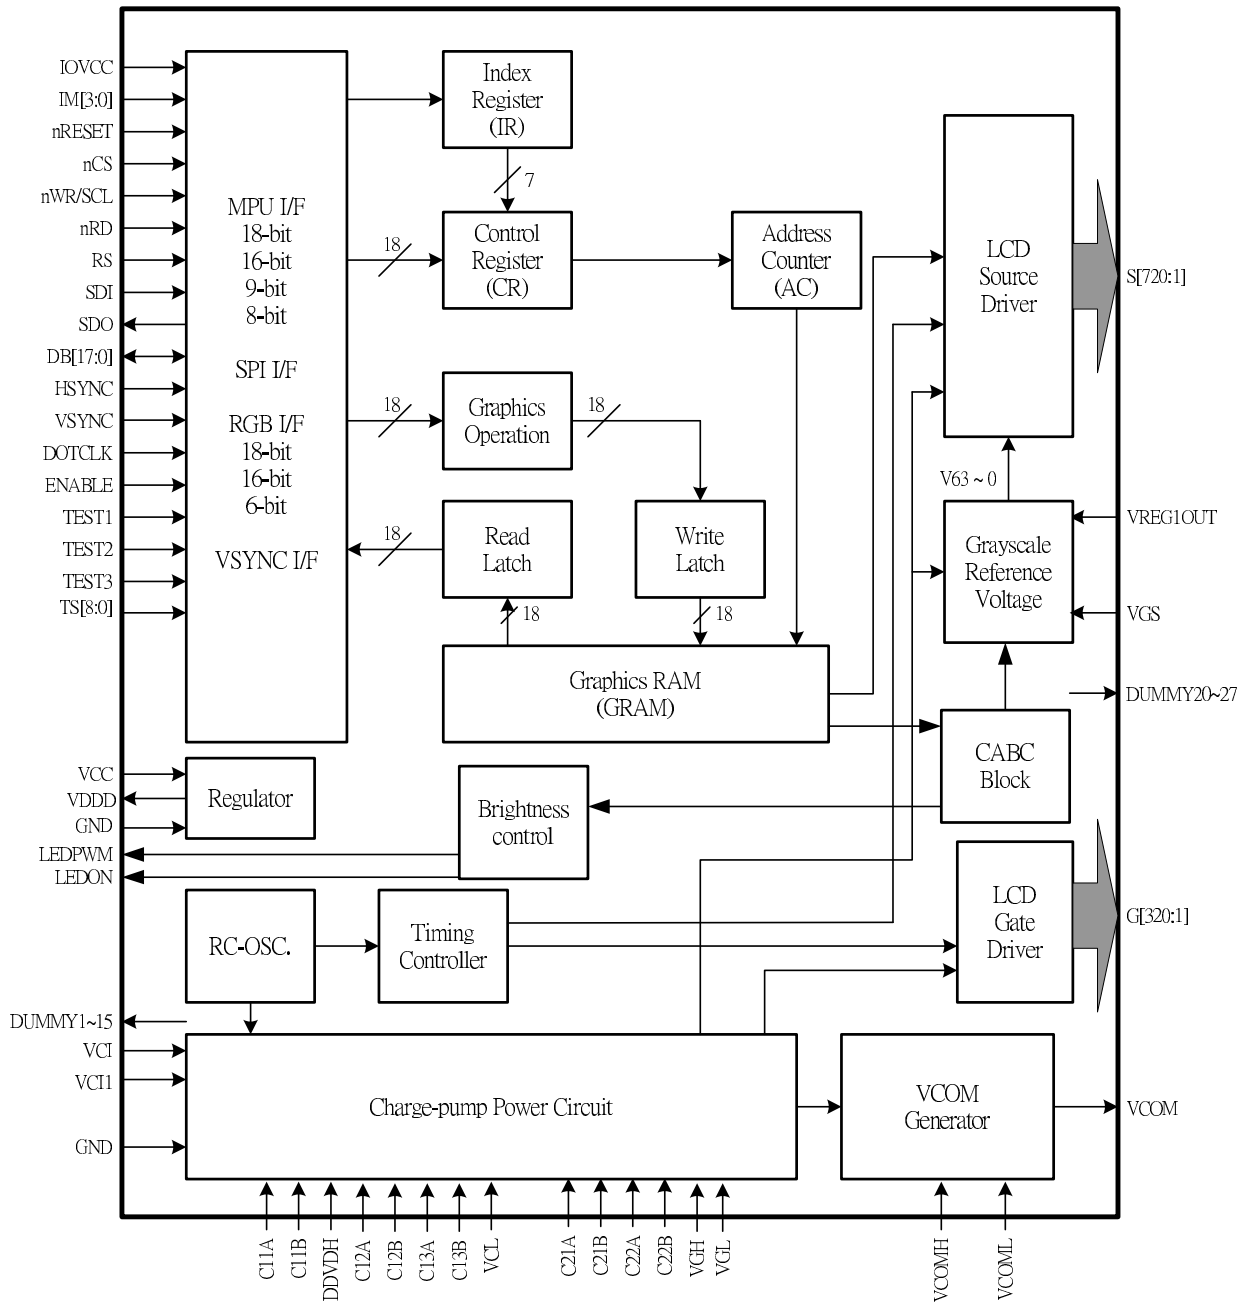 IOVCC
IM[3:0]
nRESET
nCS
nWR/SCL
nRD
RS
SDI
SDO
DB[17:0]
HSYNC
VSYNC
DOTCLK
ENABLE
TEST1
TEST2
TEST3
TS[8:0]
MPU I/F
18-bit
16-bit
9-bit
8-bit
SPI I/F
RGB I/F
18-bit
16-bit
6-bit
VSYNC I/F
Index
Register
(IR)
7
18
Control
Register
(CR)
Address
Counter
(AC)
18
Graphics
Operation
18
18
Read
Latch
Write
Latch
18
18
Graphics RAM
(GRAM)
LCD
Source
Driver
S[720:1]
V63 ~ 0
Grayscale
Reference
Voltage
VREG1OUT
VGS
DUMMY20~27
CABC
Block
VCC
VDDD
GND
Regulator
Brightness
control
LEDPWM
LEDON
LCD
Gate
Driver
G[320:1]
RC-OSC.
Timing
Controller
DUMMY1~15
VCI
VCI1
GND
Charge-pump Power Circuit
VCOM
Generator
VCOM
C11A
C11B
DDVDH
C12A
C12B
C13A
C13B
VCL
C21A
C21B
C22A
C22B
VGH
VGL
VCOMH
VCOML